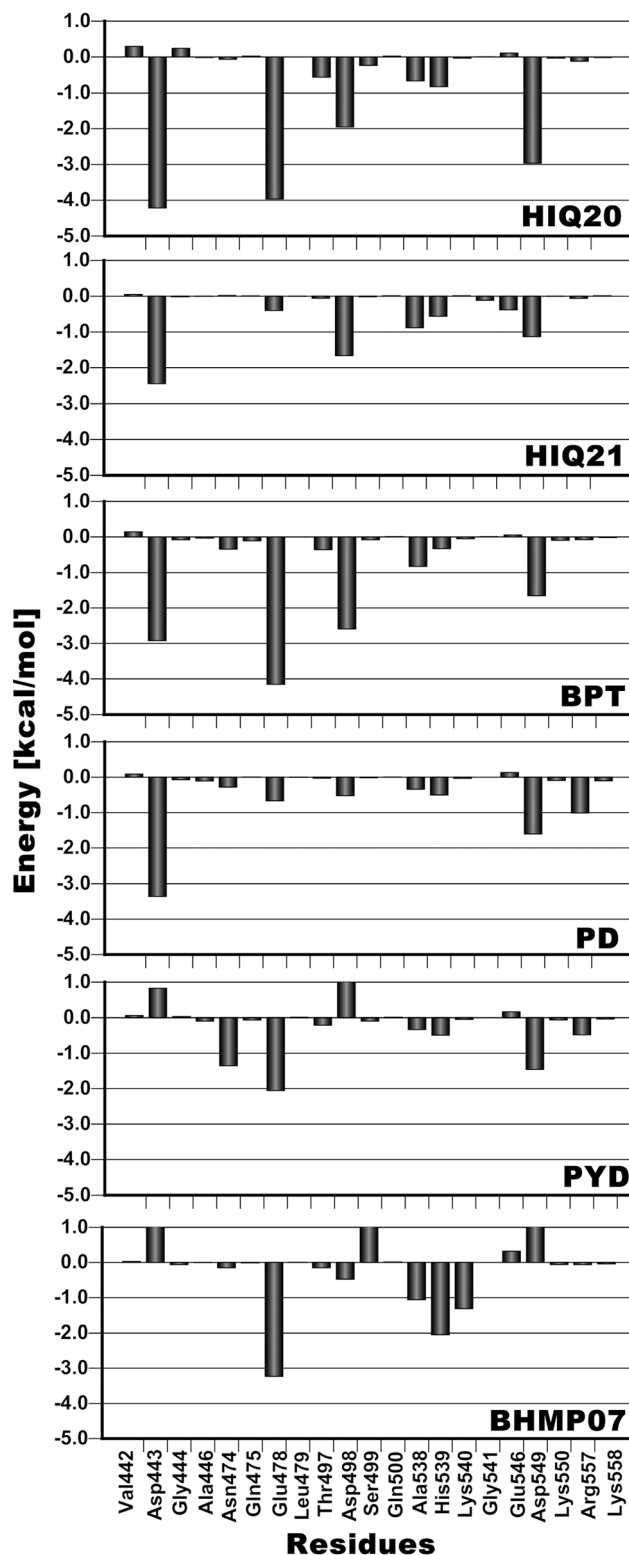 1.0
0.0
-1.0
-2.0
-3.0
-4.0
-5.0
HIQ20
1.0
0.0
-1.0
-2.0
-3.0
-4.0
-5.0
HIQ21
1.0
0.0
-1.0
-2.0
-3.0
-4.0
-5.0
BPT
Energy [kcal/mol]
1.0
0.0
-1.0
-2.0
-3.0
-4.0
-5.0
PD
1.0
0.0
-1.0
-2.0
-3.0
-4.0
-5.0
PYD
1.0
0.0
-1.0
-2.0
-3.0
-4.0
-5.0
BHMP07
Val442
Asp443
Gly444
Ala446
Asn474
Gln475
Glu478
Leu479
Thr497
Asp498
Ser499
Gln500
Ala538
His539
Lys540
Gly541
Glu546
Asp549
Lys550
Arg557
Lys558
Residues